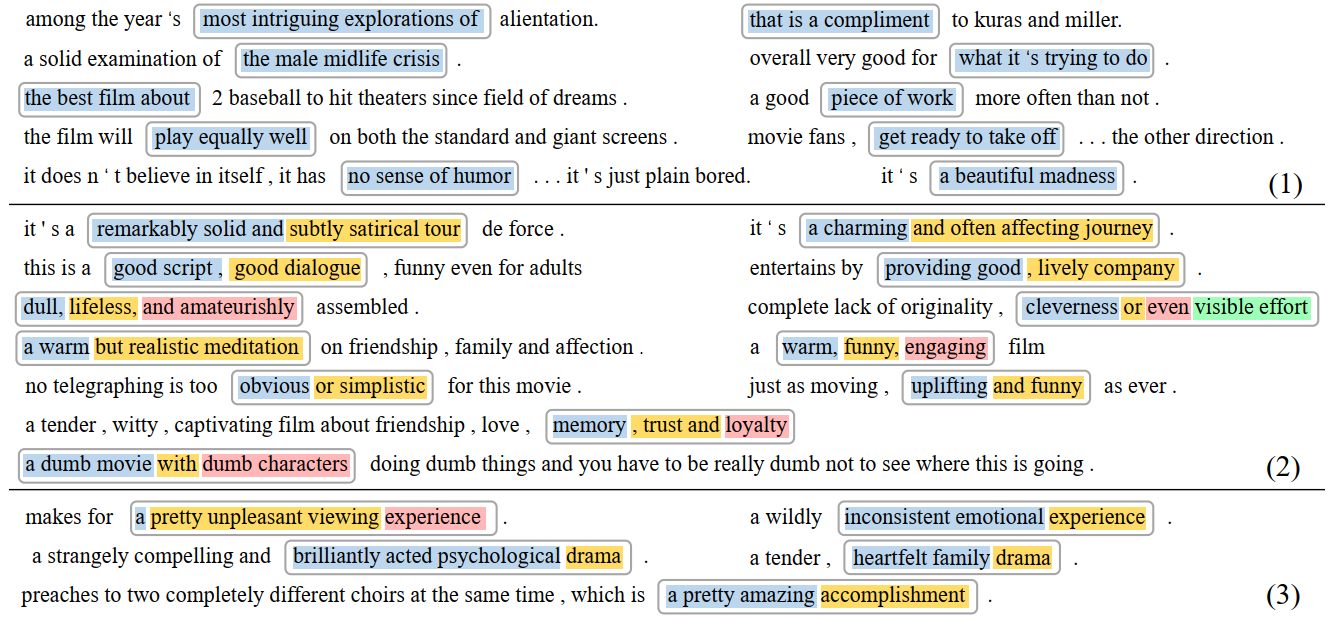 among the year ‘s most intriguing explorations of alienation.
that is a compliment to kuras and miller.
a solid examination of the male midlife crisis .
overall very good for what it ‘s trying to do .
the best film about 2 baseball to hit theaters since field of dreams .
a good piece of work more often than not .
the film will play equally well on both the standard and giant screens .
movie fans , get ready to take off . . . the other direction .
it does n ‘ t believe in itself , it has no sense of humor . . . it ' s just plain bored.
it ‘ s a beautiful madness .
(1)
it ' s a remarkably solid and subtly satirical tour de force .
it ‘ s a charming and often affecting journey .
this is a good script , good dialogue , funny even for adults
entertains by providing good , lively company .
dull, lifeless, and amateurishly assembled .
complete lack of originality , cleverness or even visible effort
a warm but realistic meditation on friendship , family and affection .
a warm, funny, engaging film
no telegraphing is too obvious or simplistic for this movie .
just as moving , uplifting and funny as ever .
a tender , witty , captivating film about friendship , love , memory , trust and loyalty
a dumb movie with dumb characters doing dumb things and you have to be really dumb not to see where this is going .
(2)
makes for a pretty unpleasant viewing experience .
a wildly inconsistent emotional experience .
a strangely compelling and brilliantly acted psychological drama .
a tender , heartfelt family drama .
preaches to two completely different choirs at the same time , which is a pretty amazing accomplishment .
(3)